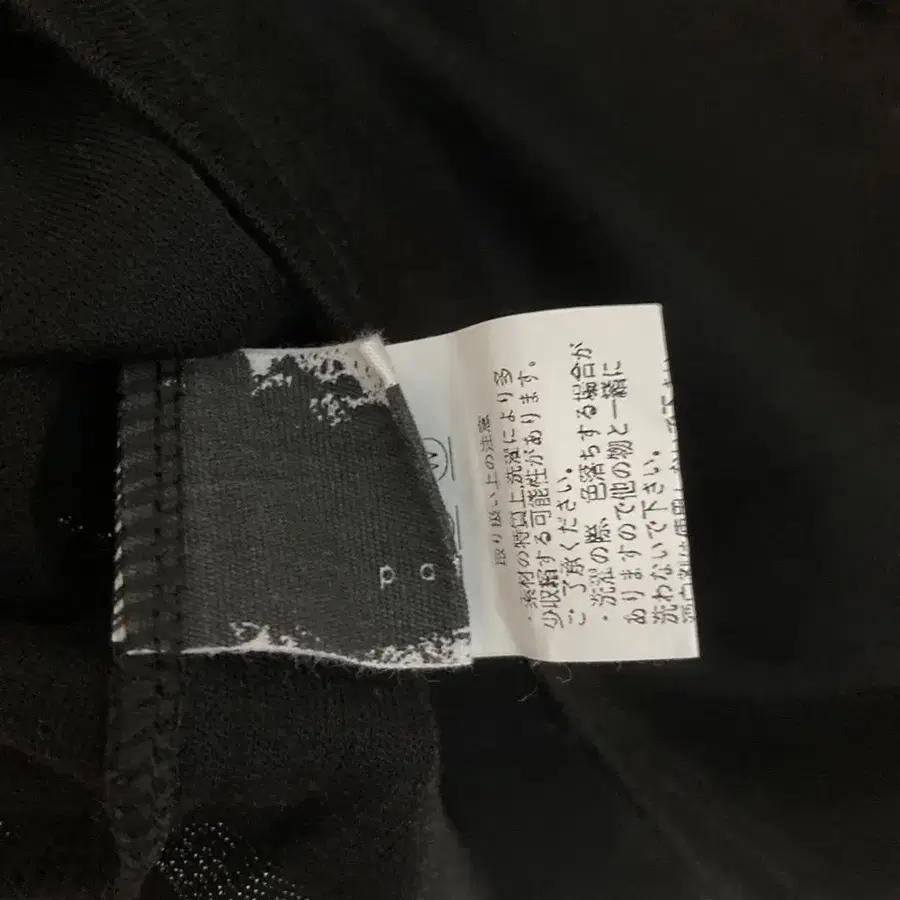 取り扱い上の注意
・素材の特質上,洗濯により多
少収縮する可能性があります。
ご了承ください。
・洗濯の際、色落ちする場合が
ありますので他の物と一緒に
洗わないで下さい。
W
p o